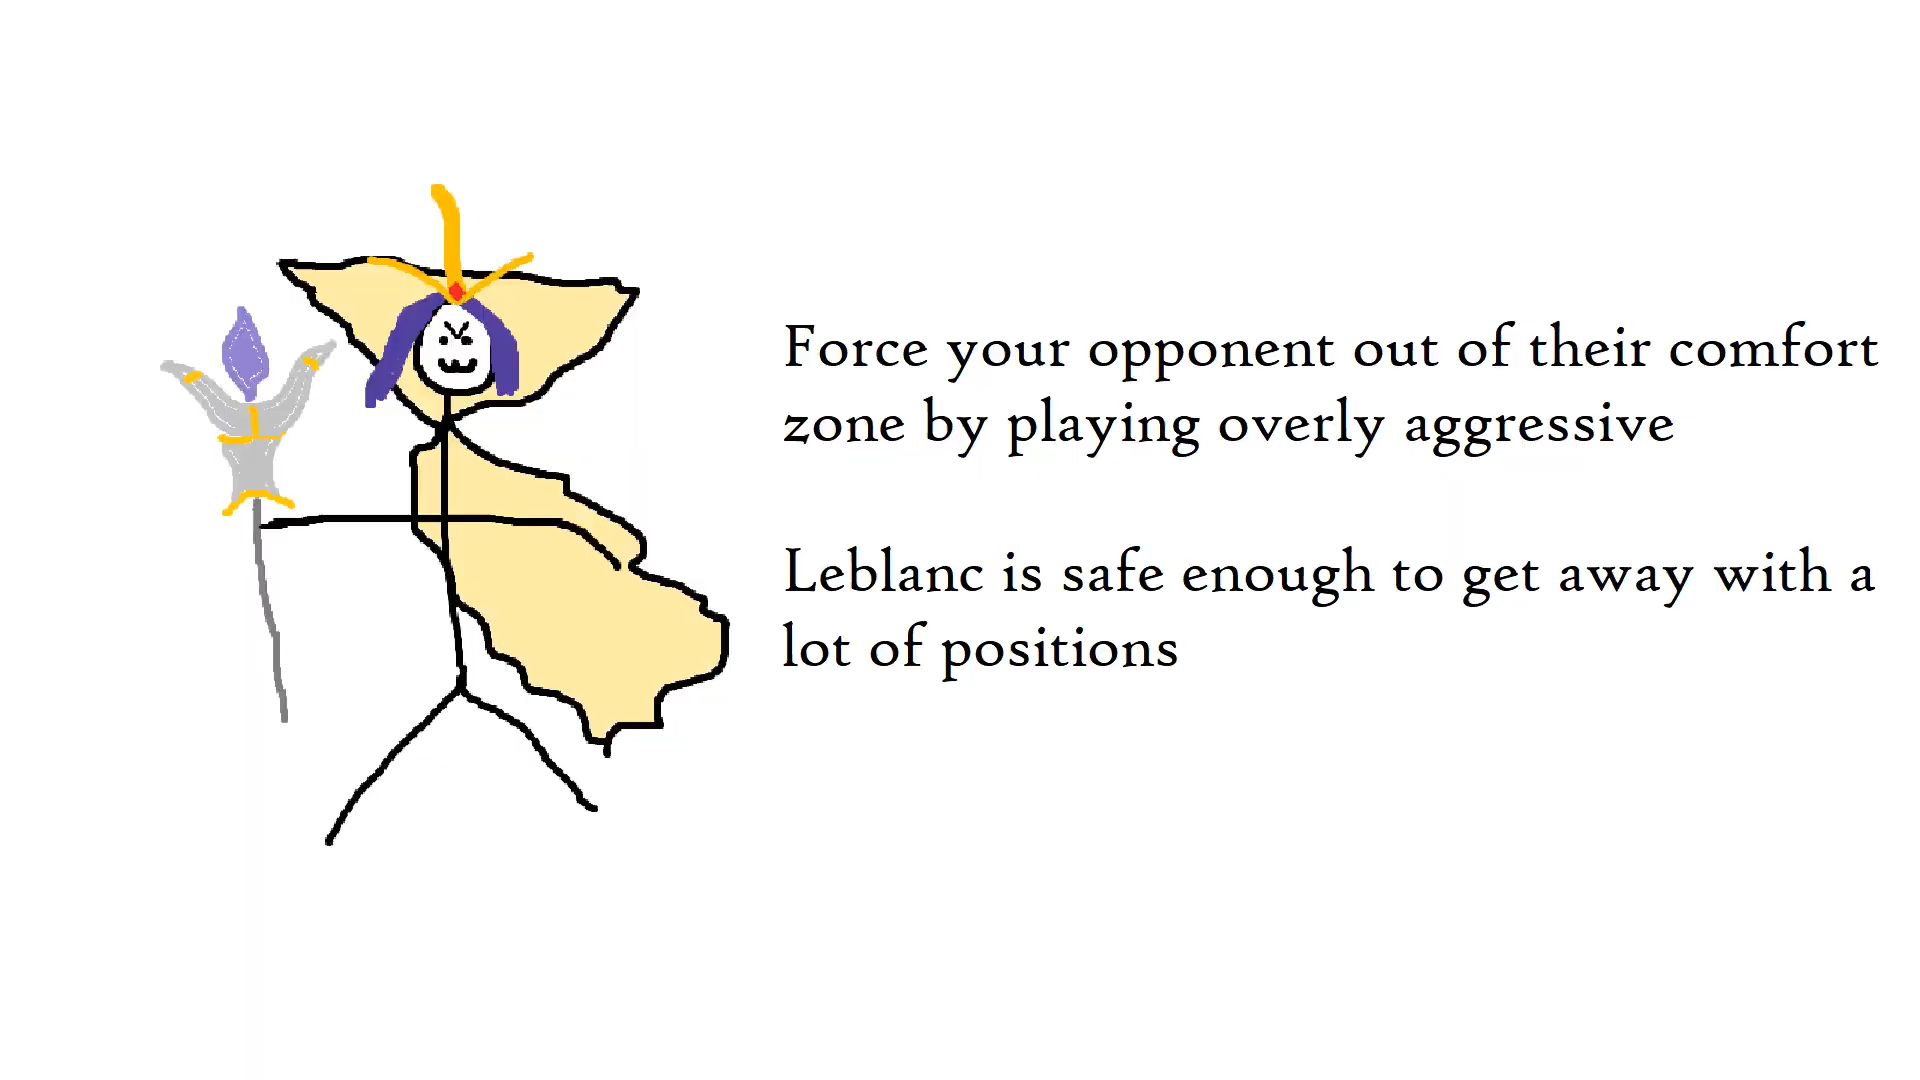 Force your opponent out of their comfort
zone by playing overly aggressive
Leblanc is safe enough to get away with a
lot of positions